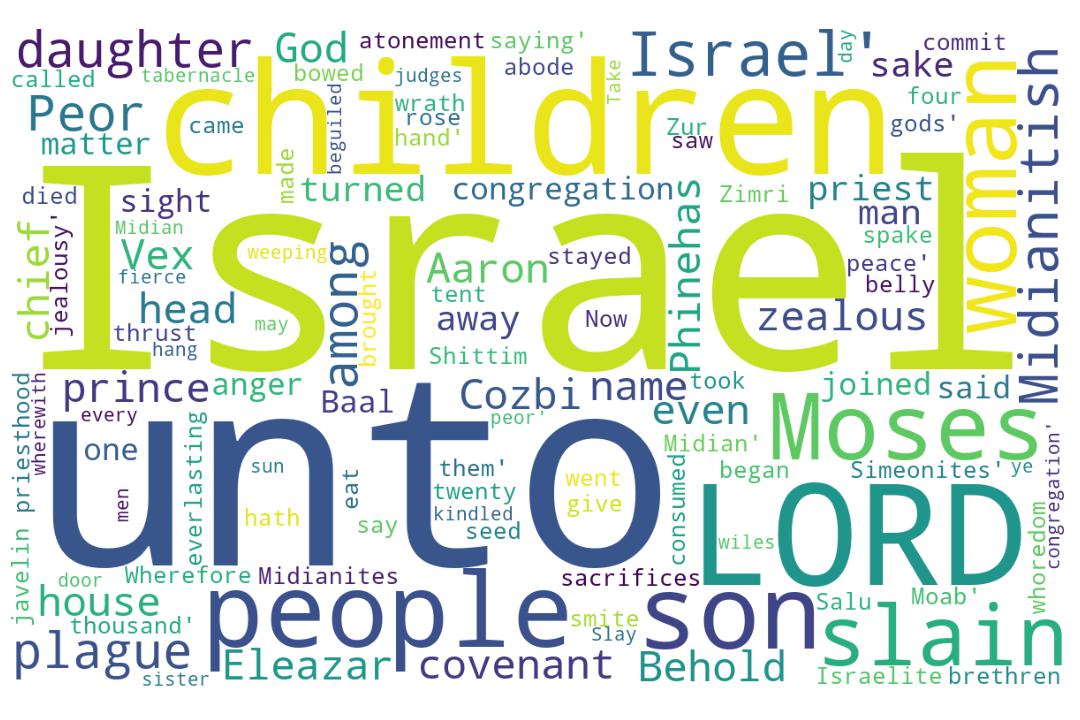 daughter God atonement saying' Israel' day commit
called tabernacle bowed judges abode Take sake
Peor children wrath four woman Midianitish
matter came beguiled rose hand' Zur saw gods'
died sight made turned congregation Zimri priest
chief jealousy' Midian Israel man
Vex weeping among Aaron stayed Phinehas spake
fierce brought tent peace' belly
head may away Now zealous
thrust hang Shittim
priesthood wherewith prince anger Baal Cozbi name took joined said
every unto peor' even Moses
one everlasting Midian'
sun them' went consumed began Simeonites' ye congregation'
men hath eat twenty give LORD
say kindled seed wiles whoredom
javelin door Wherefore Midianites sacrifices
house people son Salu Moab'
thousand' smite slain
plague Slay
sister Eleazar covenant Behold Israelite brethren